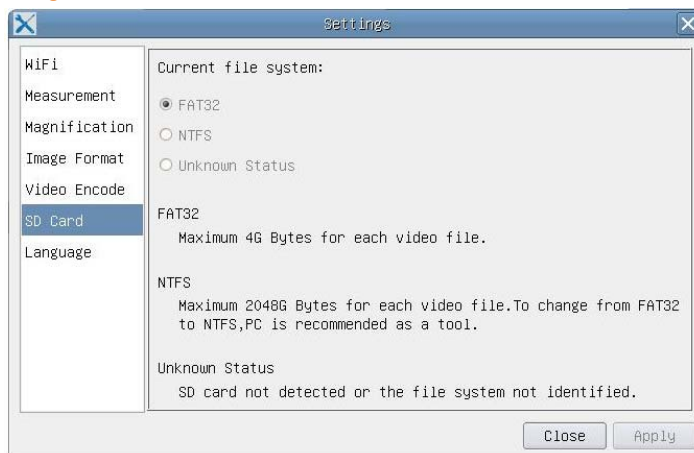 Settings
WiFi
Measurement
Magnification
Image Format
Video Encode
SD Card
Language
Current file system:
FAT32
NTFS
Unknown Status
FAT32
Maximum 4G Bytes for each video file.
NTFS
Maximum 2048G Bytes for each video file.To change from FAT32
to NTFS,PC is recommended as a tool.
Unknown Status
SD card not detected or the file system not identified.
Close
Apply